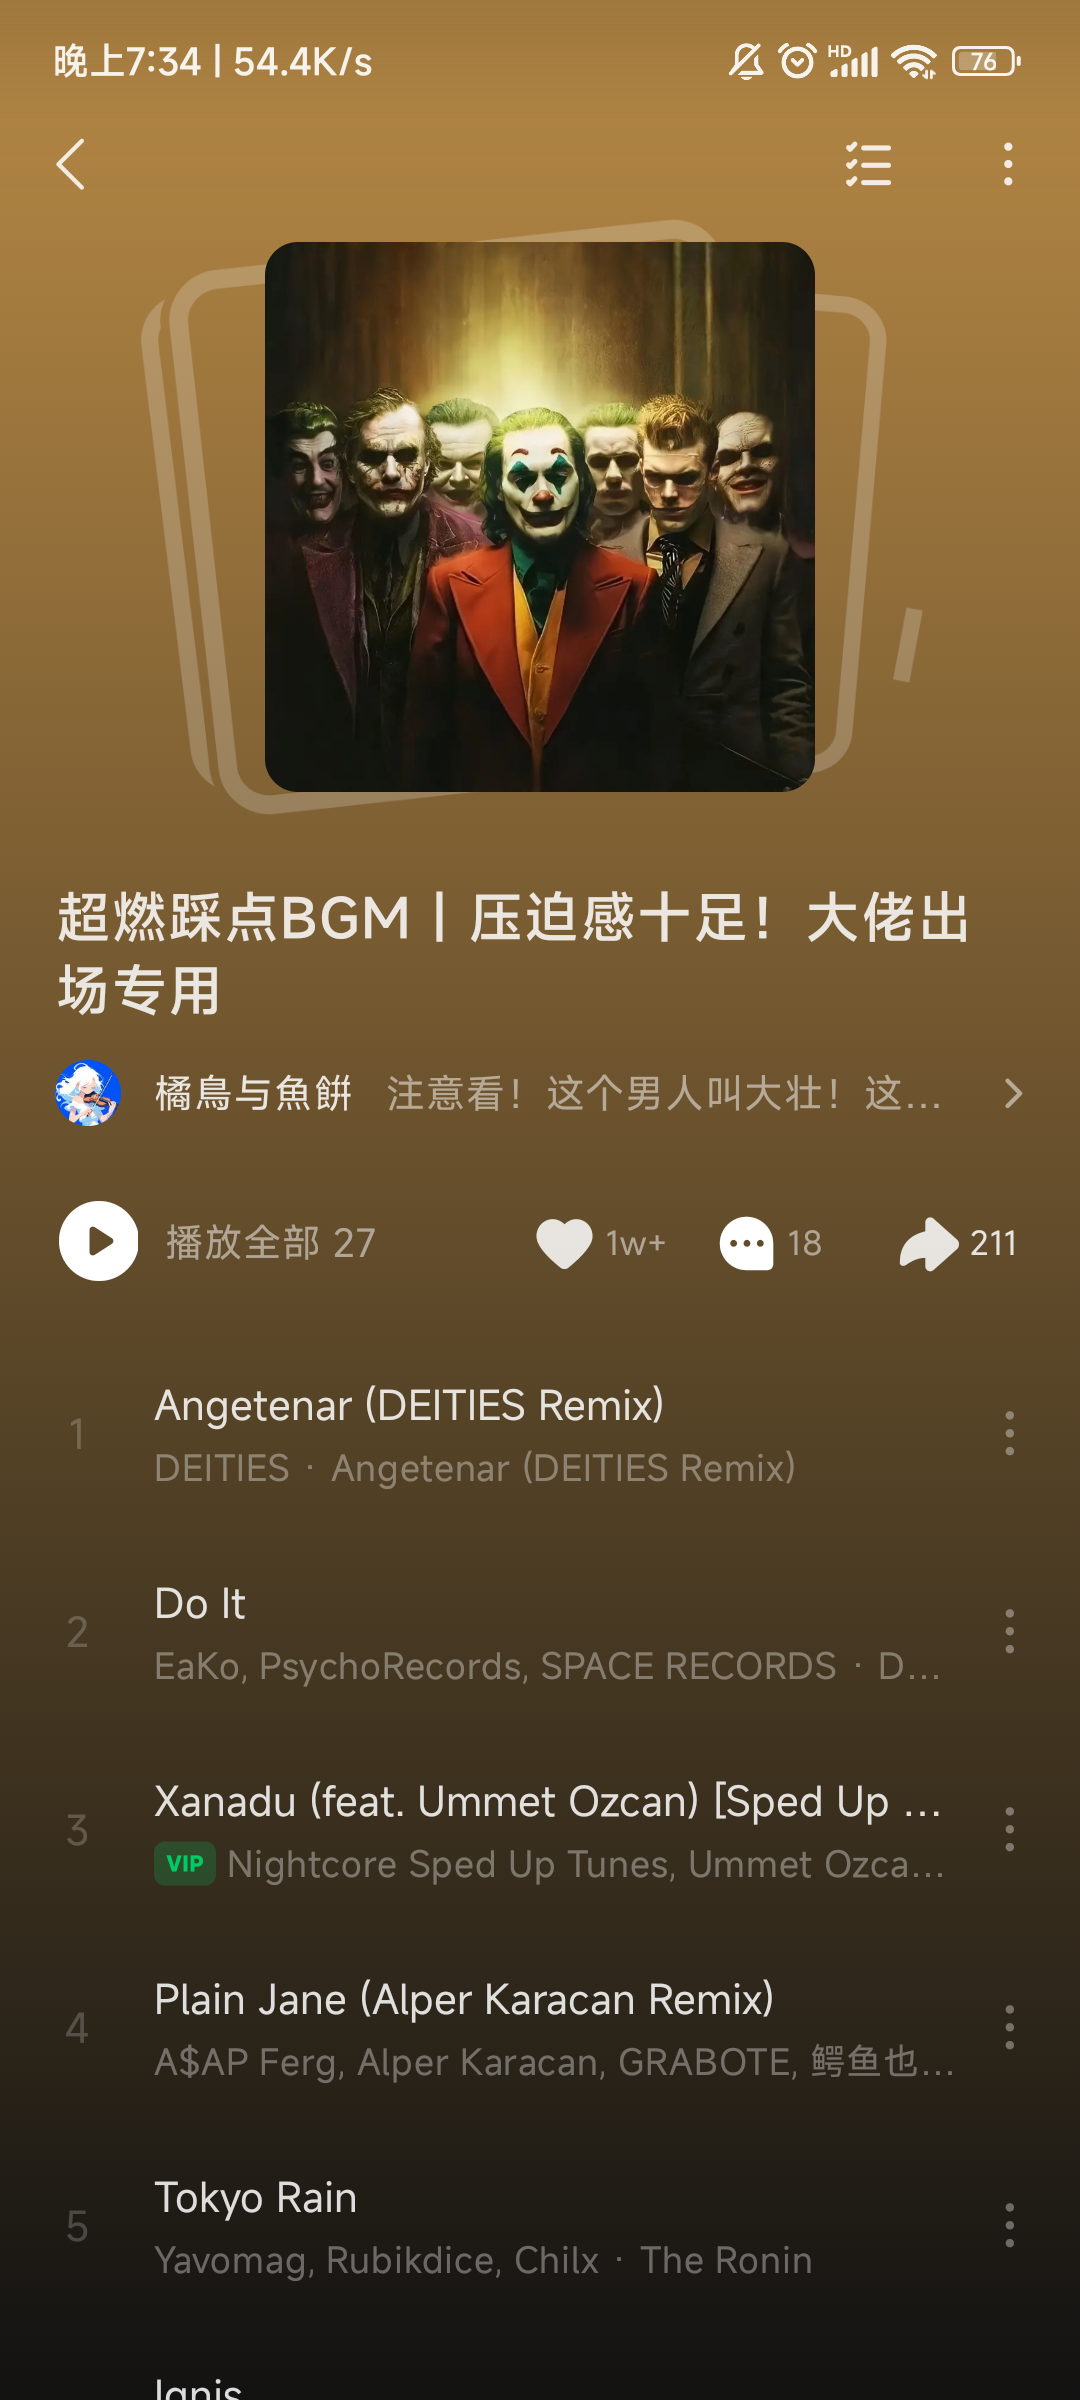 晚上7:34 | 54.4K/s
HD
76
超燃踩点BGM丨压迫感十足！大佬出
场专用
橘鳥与魚餅 注意看！这个男人叫大壮！这...
播放全部 27
1w+
18
211
1
Angetenar (DEITIES Remix)
DEITIES · Angetenar (DEITIES Remix)
2
Do It
EaKo, PsychoRecords, SPACE RECORDS · D...
3
Xanadu (feat. Ummet Ozcan) [Sped Up ...
VIP Nightcore Sped Up Tunes, Ummet Ozca...
4
Plain Jane (Alper Karacan Remix)
A$AP Ferg, Alper Karacan, GRABOTE, 鳄鱼也...
5
Tokyo Rain
Yavomag, Rubikdice, Chilx · The Ronin
Ignis